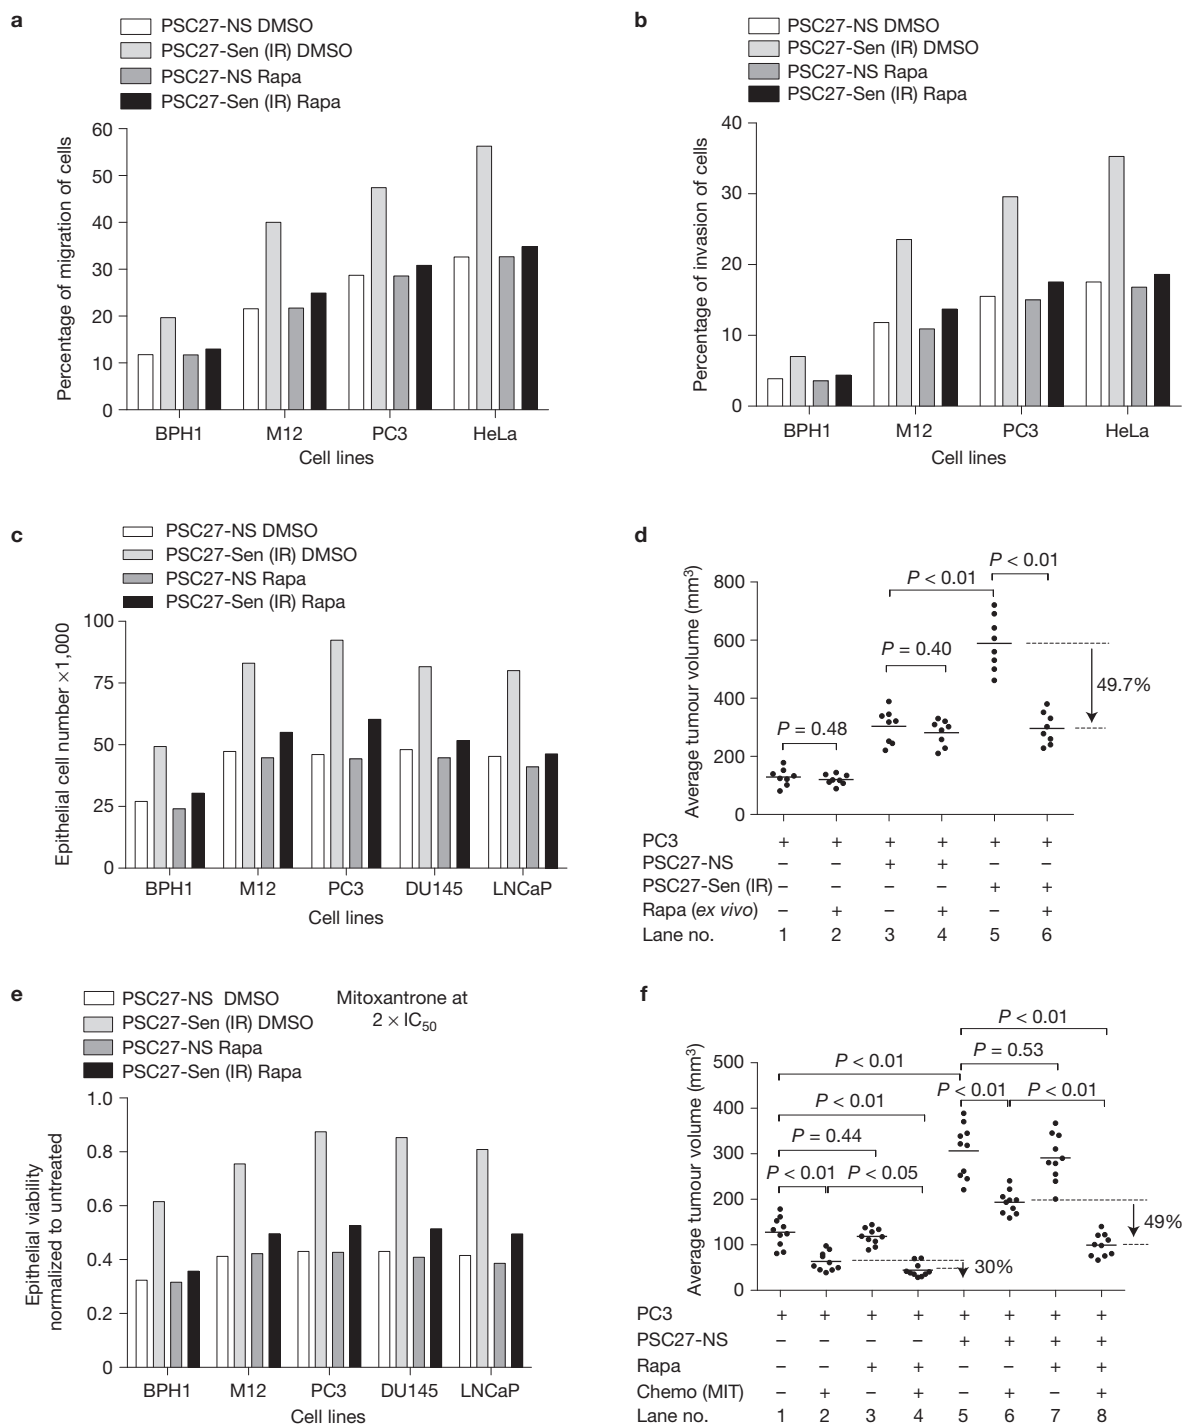 a
PSC27-NS DMSO
PSC27-Sen (IR) DMSO
PSC27-NS Rapa
PSC27-Sen (IR) Rapa
Percentage of migration of cells
60
50
40
30
20
10
0
BPH1 M12 PC3 HeLa
Cell lines
b
PSC27-NS DMSO
PSC27-Sen (IR) DMSO
PSC27-NS Rapa
PSC27-Sen (IR) Rapa
Percentage of invasion of cells
40
30
20
10
0
BPH1 M12 PC3 HeLa
Cell lines
c
PSC27-NS DMSO
PSC27-Sen (IR) DMSO
PSC27-NS Rapa
PSC27-Sen (IR) Rapa
Epithelial cell number ×1,000
100
75
50
25
0
BPH1 M12 PC3 DU145 LNCaP
Cell lines
d
Average tumour volume (mm³)
800
600
400
200
0
P < 0.01
P < 0.01
P = 0.40
P = 0.48
49.7%
PC3 + + + + + +
PSC27-NS – – + + – –
PSC27-Sen (IR) – – – – + +
Rapa (ex vivo) – + – + – +
Lane no. 1 2 3 4 5 6
e
PSC27-NS DMSO
PSC27-Sen (IR) DMSO
PSC27-NS Rapa
PSC27-Sen (IR) Rapa
Mitoxantrone at
2 × IC₅₀
Epithelial viability
normalized to untreated
1.0
0.8
0.6
0.4
0.2
0
BPH1 M12 PC3 DU145 LNCaP
Cell lines
f
Average tumour volume (mm³)
500
400
300
200
100
0
P < 0.01
P = 0.53
P < 0.01
P < 0.01 P < 0.01
P < 0.01
P = 0.44
P < 0.01 P < 0.05
49%
30%
PC3 + + + + + + + +
PSC27-NS – – – – + + + +
Rapa – – + + – – + +
Chemo (MIT) – + – + – + – +
Lane no. 1 2 3 4 5 6 7 8